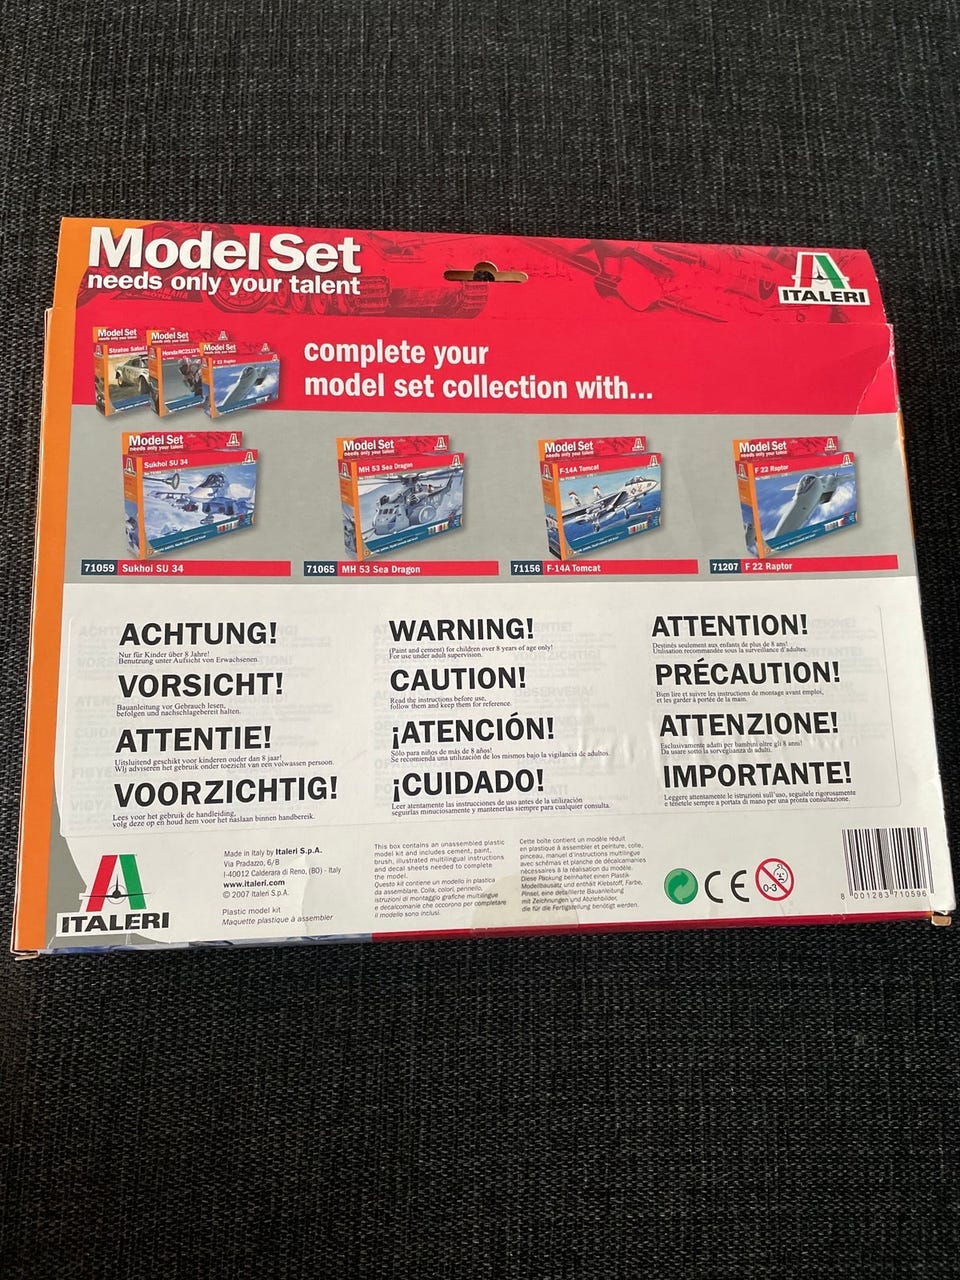 Model Set
needs only your talent
ITALERI
Model Set
Model Set
Model Set
F 22 Raptor
complete your
model set collection with...
Model Set
needs only your talent
Sukhoi SU 34
Model Set
needs only your talent
MH 53 Sea Dragon
Model Set
needs only your talent
F-14A Tomcat
Model Set
needs only your talent
F 22 Raptor
71059 Sukhoi SU 34
71065 MH 53 Sea Dragon
71156 F-14A Tomcat
71207 F 22 Raptor
ACHTUNG!
Nur für Kinder über 8 Jahre!
Benutzung unter Aufsicht von Erwachsenen.
VORSICHT!
Bauanleitung vor Gebrauch lesen,
befolgen und nachschlagebereit halten.
ATTENTIE!
Uitsluitend geschikt voor kinderen ouder dan 8 jaar!
Wij adviseren het gebruik onder toezicht van een volwassen persoon.
VOORZICHTIG!
Lees voor het gebruik de handleiding,
volg deze op en houd hem voor het naslaan binnen handbereik.
WARNING!
(Paint and cement) for children over 8 years of age only!
For use under adult supervision.
CAUTION!
Read the instructions before use,
follow them and keep them for reference.
¡ATENCIÓN!
Sólo para niños de más de 8 años!
Se recomienda una utilización de los mismos bajo la vigilancia de adultos.
¡CUIDADO!
Leer atentamente las instrucciones de uso antes de la utilización
seguirlas minuciosamente y mantenerlas siempre para cualquier consulta.
ATTENTION!
Destinés seulement aux enfants de plus de 8 ans!
Utilisation recommandée sous la surveillance d'adultes.
PRÉCAUTION!
Bien lire et suivre les instructions de montage avant emploi,
et les garder à portée de la main.
ATTENZIONE!
Esclusivamente adatti per bambini oltre gli 8 anni!
Da usare sotto la sorveglianza di adulti.
IMPORTANTE!
Leggere attentamente le istruzioni sull'uso, seguitele rigorosamente
e tenetele sempre a portata di mano per una pronta consultazione.
ITALERI
Made in Italy by Italeri S.p.A.
Via Pradazzo, 6/B
I-40012 Calderara di Reno, (BO) - Italy
www.italeri.com
© 2007 Italeri S.p.A.
Plastic model kit
Maquette plastique à assembler
This box contains an unassembled plastic
model kit and includes cement, paint,
brush, illustrated multilingual instructions
and decal sheets needed to complete
the model.
Questo kit contiene un modello in plastica
da assemblare. Colla, colori, pennello,
istruzioni di montaggio grafiche multilingue
e decalcomanie che occorono per completare
il modello sono inclusi.
Cette boîte contient un modèle réduit
en plastique à assembler et peinture, colle,
pinceau, manuel d'instructions multilingue
avec schémas et planche de décalcomanies
nécessaires à la réalisation du modèle.
Diese Packung beinhaltet einen Plastik
Modellbausatz und enthält Klebstoff, Farbe,
Pinsel, eine detaillierte Bauanleitung
mit Zeichnungen und Abziehbilder,
die für die Fertigstellung benötigt werden.
CE
0-3
8 001283 710596